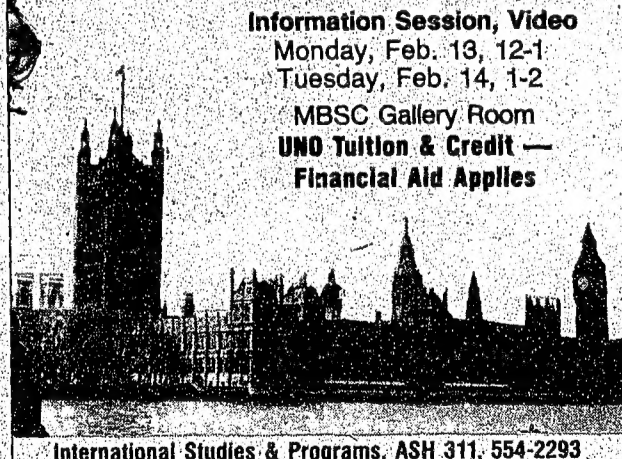 Information Session, Video
Monday, Feb. 13, 12-1
Tuesday, Feb. 14, 1-2
MBSC Gallery Room
UNO Tuition & Credit —
Financial Aid Applies
International Studies & Programs, ASH 311, 554-2293